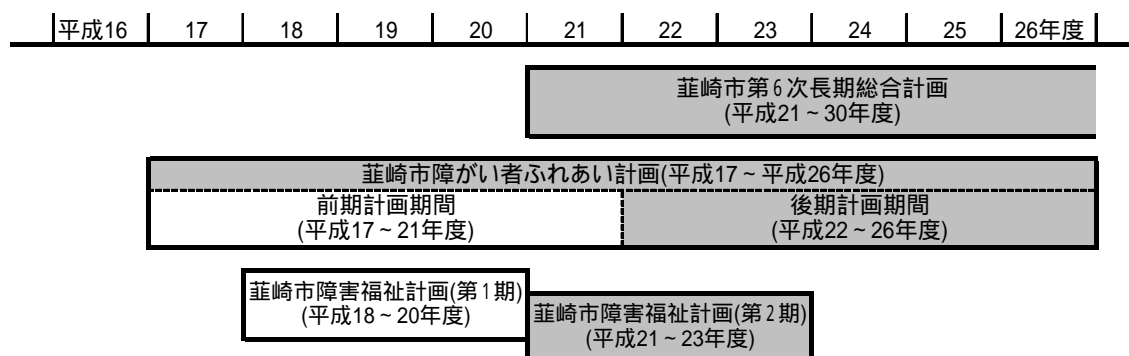 平成16 17 18 19 20 21 22 23 24 25 26年度
韮崎市第6次長期総合計画
(平成21~30年度)
韮崎市障がい者ふれあい計画(平成17~平成26年度)
前期計画期間
(平成17~21年度)
後期計画期間
(平成22~26年度)
韮崎市障害福祉計画(第1期)
(平成18~20年度)
韮崎市障害福祉計画(第2期)
(平成21~23年度)